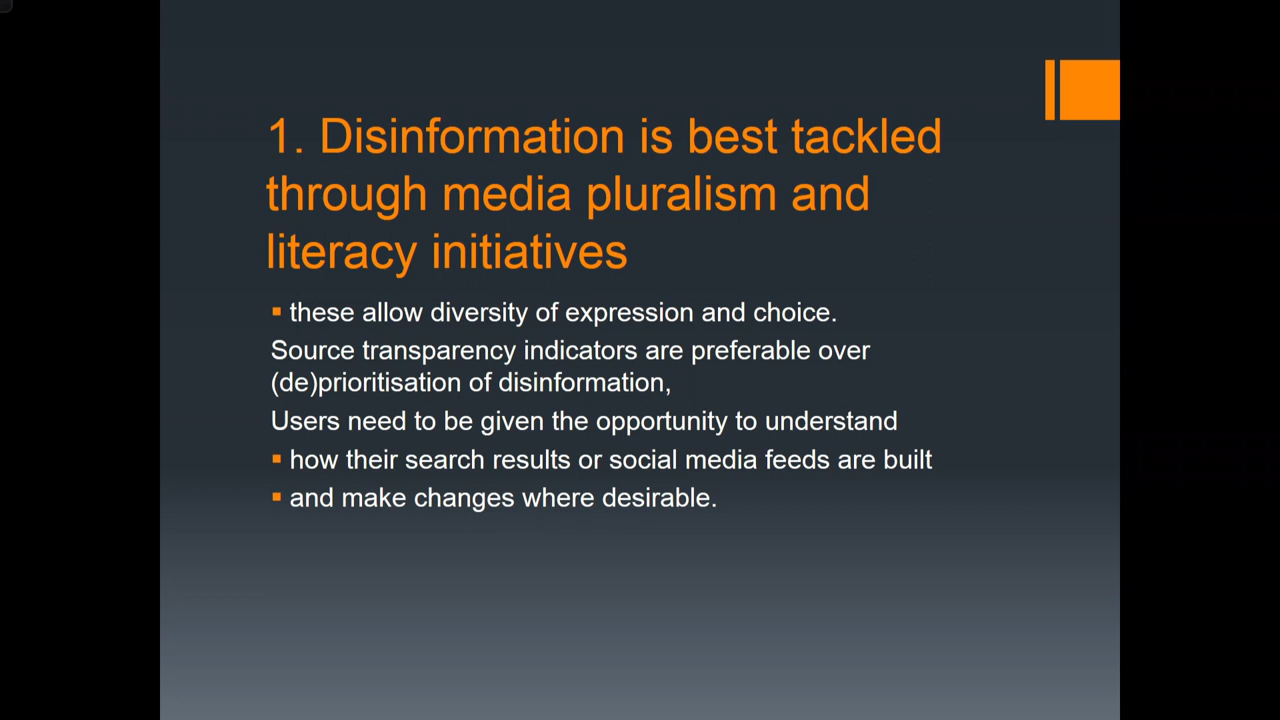 1. Disinformation is best tackled
through media pluralism and
literacy initiatives
▪ these allow diversity of expression and choice.
Source transparency indicators are preferable over
(de)prioritisation of disinformation,
Users need to be given the opportunity to understand
▪ how their search results or social media feeds are built
▪ and make changes where desirable.